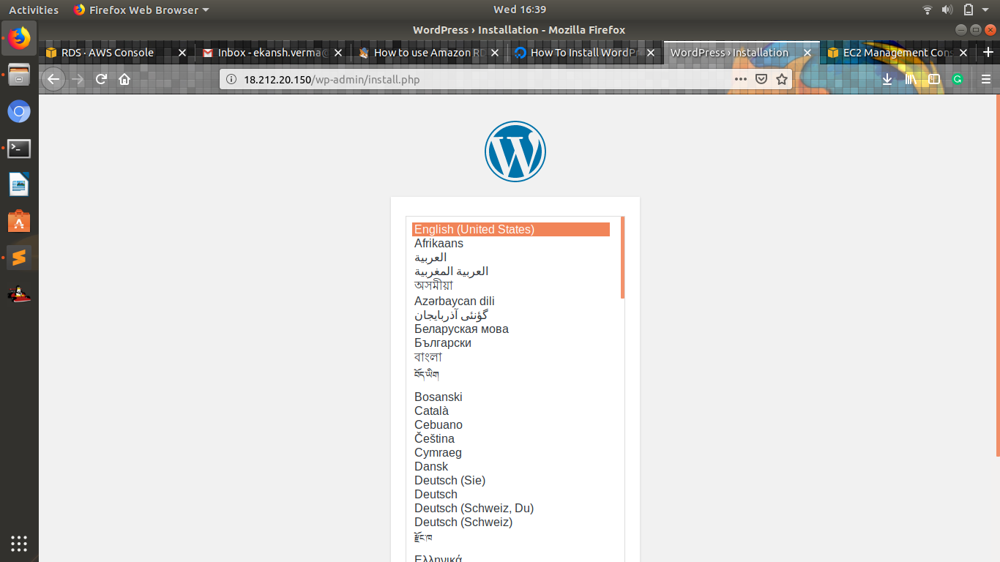 Activities
Firefox Web Browser
Wed 16:39
WordPress › Installation - Mozilla Firefox
RDS · AWS Console
Inbox - ekansh.verma@
How to use Amazon RD
How To Install WordP
WordPress › Installation
EC2 Management Cons
18.212.20.150/wp-admin/install.php
English (United States)
Afrikaans
العربية
العربية المغربية
অসমীয়া
Azərbaycan dili
گؤنئی آذربایجان
Беларуская мова
Български
বাংলা
བོད་ཡིག
Bosanski
Català
Cebuano
Čeština
Cymraeg
Dansk
Deutsch (Sie)
Deutsch
Deutsch (Schweiz, Du)
Deutsch (Schweiz)
རྫོང་ཁ
Ελληνικά